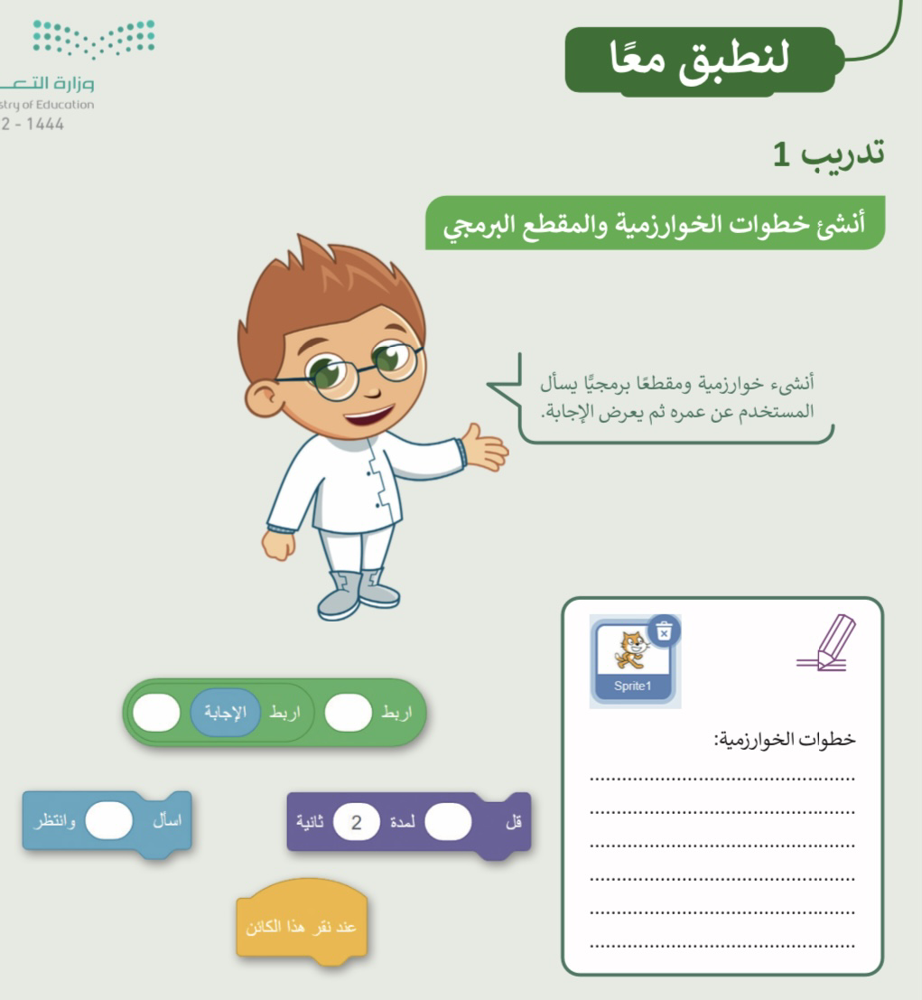 لنطبق معًا
وزارة التعـ
stry of Education
2 - 1444
تدريب 1
أنشئ خطوات الخوارزمية والمقطع البرمجي
أنشىء خوارزمية ومقطعًا برمجيًّا يسأل
المستخدم عن عمره ثم يعرض الإجابة.
Sprite1
خطوات الخوارزمية:
اربط اربط الإجابة
قل لمدة 2 ثانية
اسأل وانتظر
عند نقر هذا الكائن